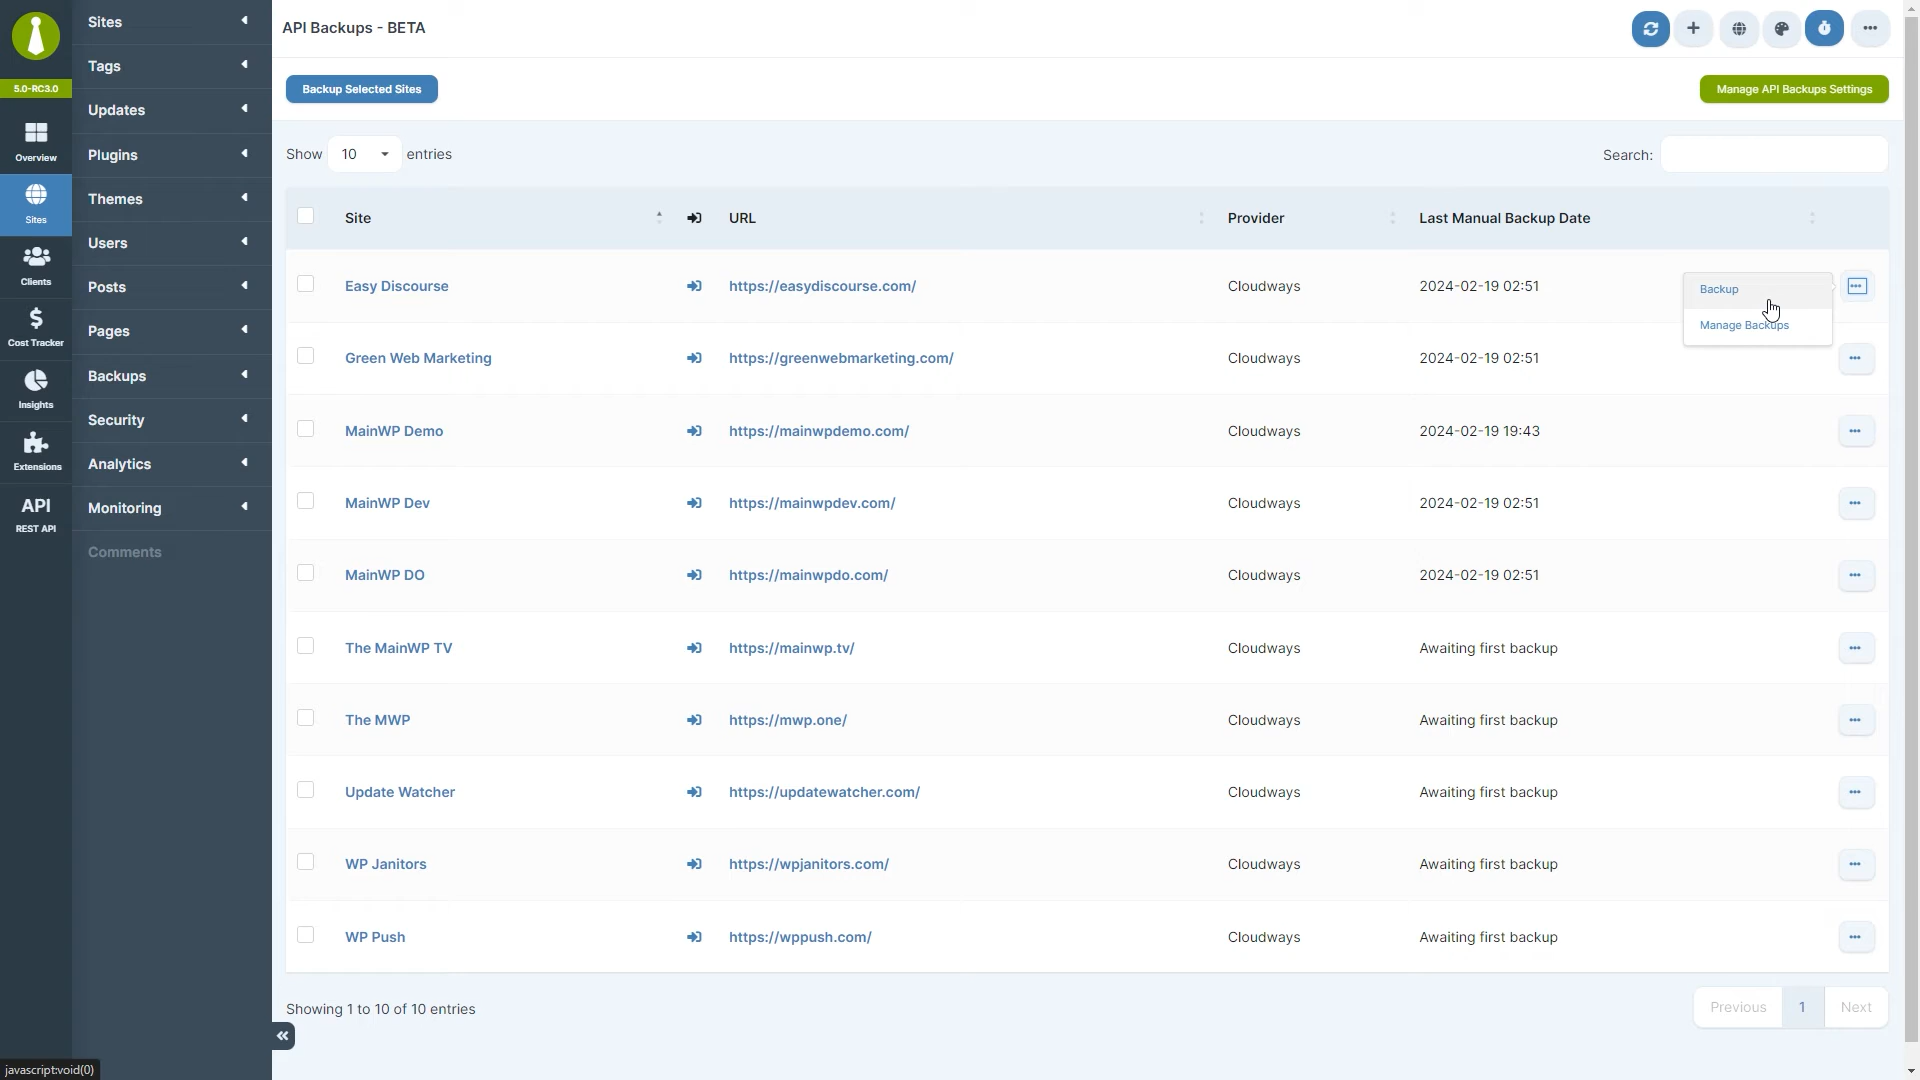 API Backups - BETA
5.0-RC3.0
Overview
Sites
Clients
Cost Tracker
Insights
Extensions
API
REST API
Sites
Tags
Updates
Plugins
Themes
Users
Posts
Pages
Backups
Security
Analytics
Monitoring
Comments
Backup Selected Sites
Manage API Backups Settings
Show 10 entries
Search:
Site URL Provider Last Manual Backup Date
Easy Discourse https://easydiscourse.com/ Cloudways 2024-02-19 02:51
Backup
Manage Backups
Green Web Marketing https://greenwebmarketing.com/ Cloudways 2024-02-19 02:51
MainWP Demo https://mainwpdemo.com/ Cloudways 2024-02-19 19:43
MainWP Dev https://mainwpdev.com/ Cloudways 2024-02-19 02:51
MainWP DO https://mainwpdo.com/ Cloudways 2024-02-19 02:51
The MainWP TV https://mainwp.tv/ Cloudways Awaiting first backup
The MWP https://mwp.one/ Cloudways Awaiting first backup
Update Watcher https://updatewatcher.com/ Cloudways Awaiting first backup
WP Janitors https://wpjanitors.com/ Cloudways Awaiting first backup
WP Push https://wppush.com/ Cloudways Awaiting first backup
Showing 1 to 10 of 10 entries
Previous 1 Next
javascript:void(0)